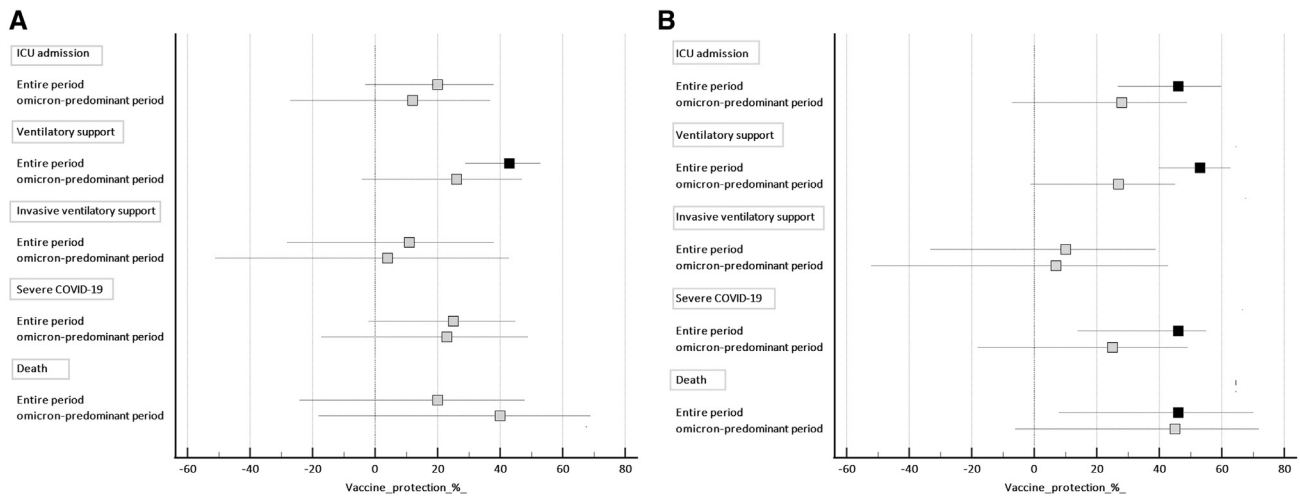 A
ICU admission
Entire period
omicron-predominant period
Ventilatory support
Entire period
omicron-predominant period
Invasive ventilatory support
Entire period
omicron-predominant period
Severe COVID-19
Entire period
omicron-predominant period
Death
Entire period
omicron-predominant period
-60 -40 -20 0 20 40 60 80
Vaccine_protection_%_
B
ICU admission
Entire period
omicron-predominant period
Ventilatory support
Entire period
omicron-predominant period
Invasive ventilatory support
Entire period
omicron-predominant period
Severe COVID-19
Entire period
omicron-predominant period
Death
Entire period
omicron-predominant period
-60 -40 -20 0 20 40 60 80
Vaccine_protection_%_